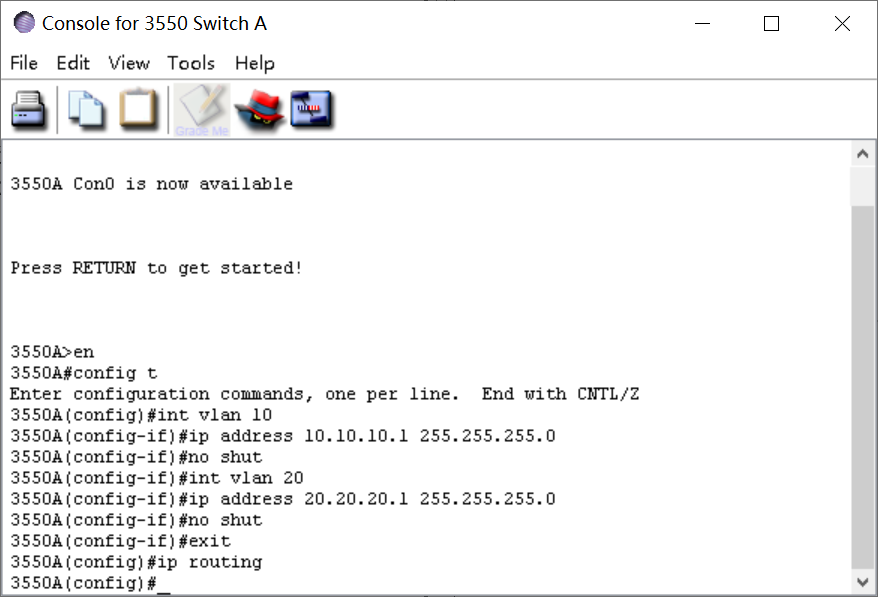 Console for 3550 Switch A
File Edit View Tools Help
Grade Me
3550A Con0 is now available
Press RETURN to get started!
3550A>en
3550A#config t
Enter configuration commands, one per line.  End with CNTL/Z
3550A(config)#int vlan 10
3550A(config-if)#ip address 10.10.10.1 255.255.255.0
3550A(config-if)#no shut
3550A(config-if)#int vlan 20
3550A(config-if)#ip address 20.20.20.1 255.255.255.0
3550A(config-if)#no shut
3550A(config-if)#exit
3550A(config)#ip routing
3550A(config)#_